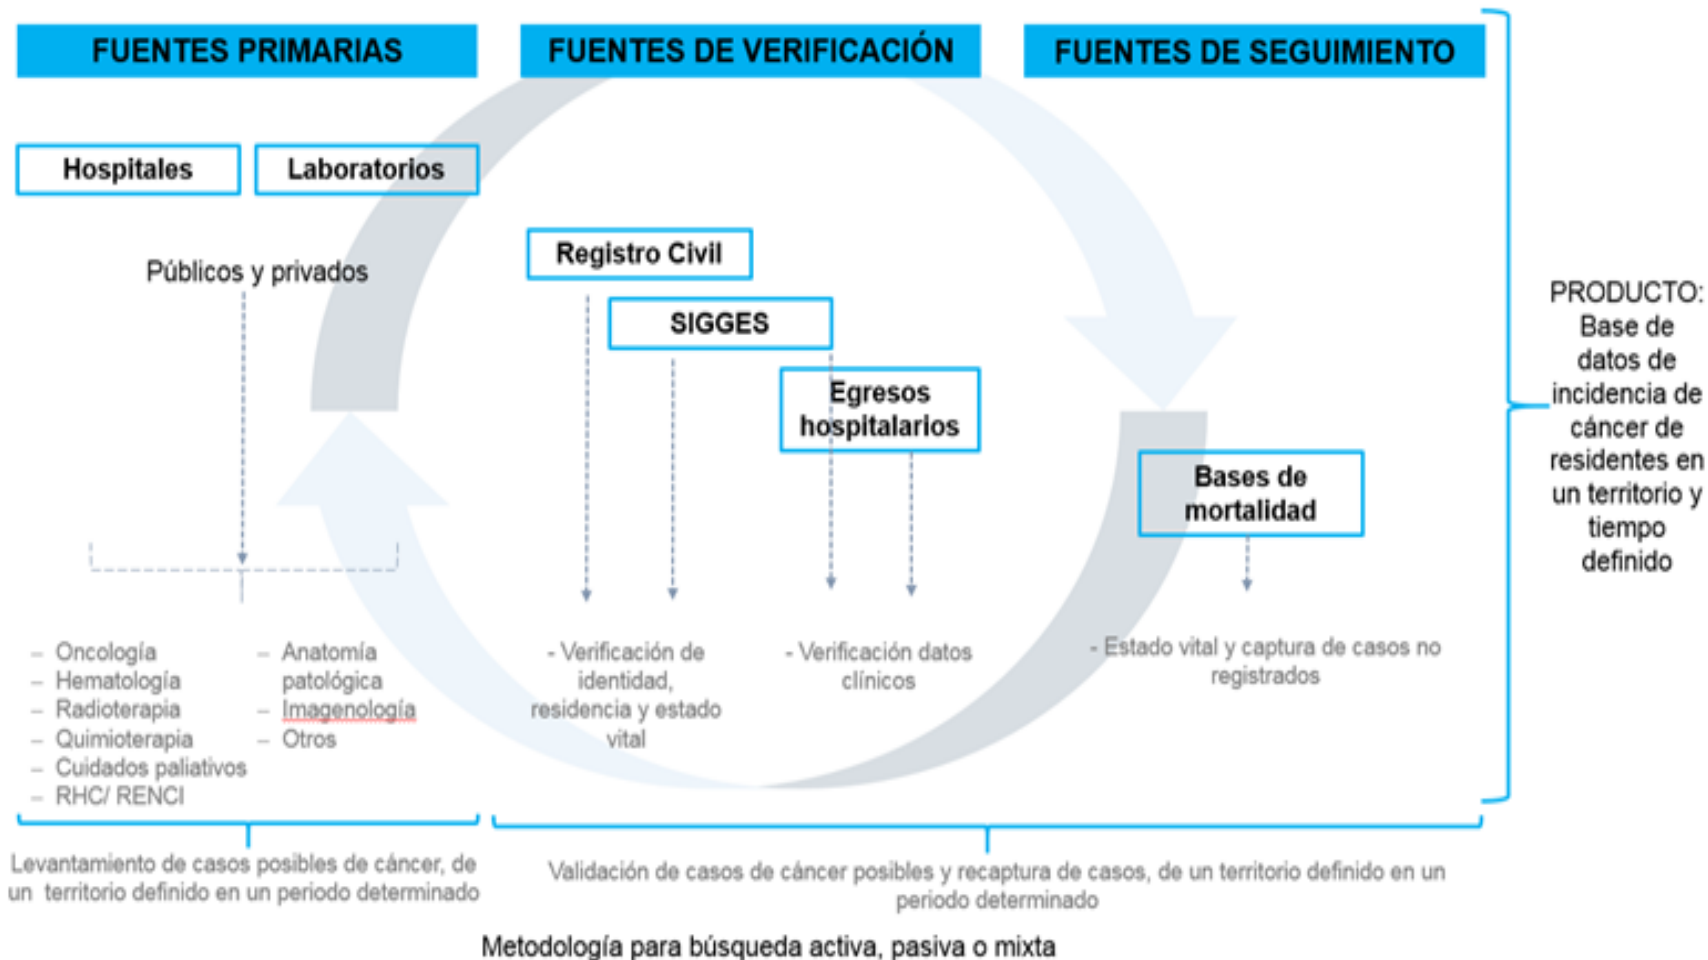 FUENTES PRIMARIAS
FUENTES DE VERIFICACIÓN
FUENTES DE SEGUIMIENTO
Hospitales
Laboratorios
Públicos y privados
Registro Civil
SIGGES
Egresos
hospitalarios
Bases de
mortalidad
– Oncología
– Hematología
– Radioterapia
– Quimioterapia
– Cuidados paliativos
– RHC/ RENCI
– Anatomía
patológica
– Imagenología
– Otros
- Verificación de
identidad,
residencia y estado
vital
- Verificación datos
clínicos
- Estado vital y captura de casos no
registrados
Levantamiento de casos posibles de cáncer, de
un territorio definido en un periodo determinado
Validación de casos de cáncer posibles y recaptura de casos, de un territorio definido en un
periodo determinado
PRODUCTO:
Base de
datos de
incidencia de
cáncer de
residentes en
un territorio y
tiempo
definido
Metodología para búsqueda activa, pasiva o mixta